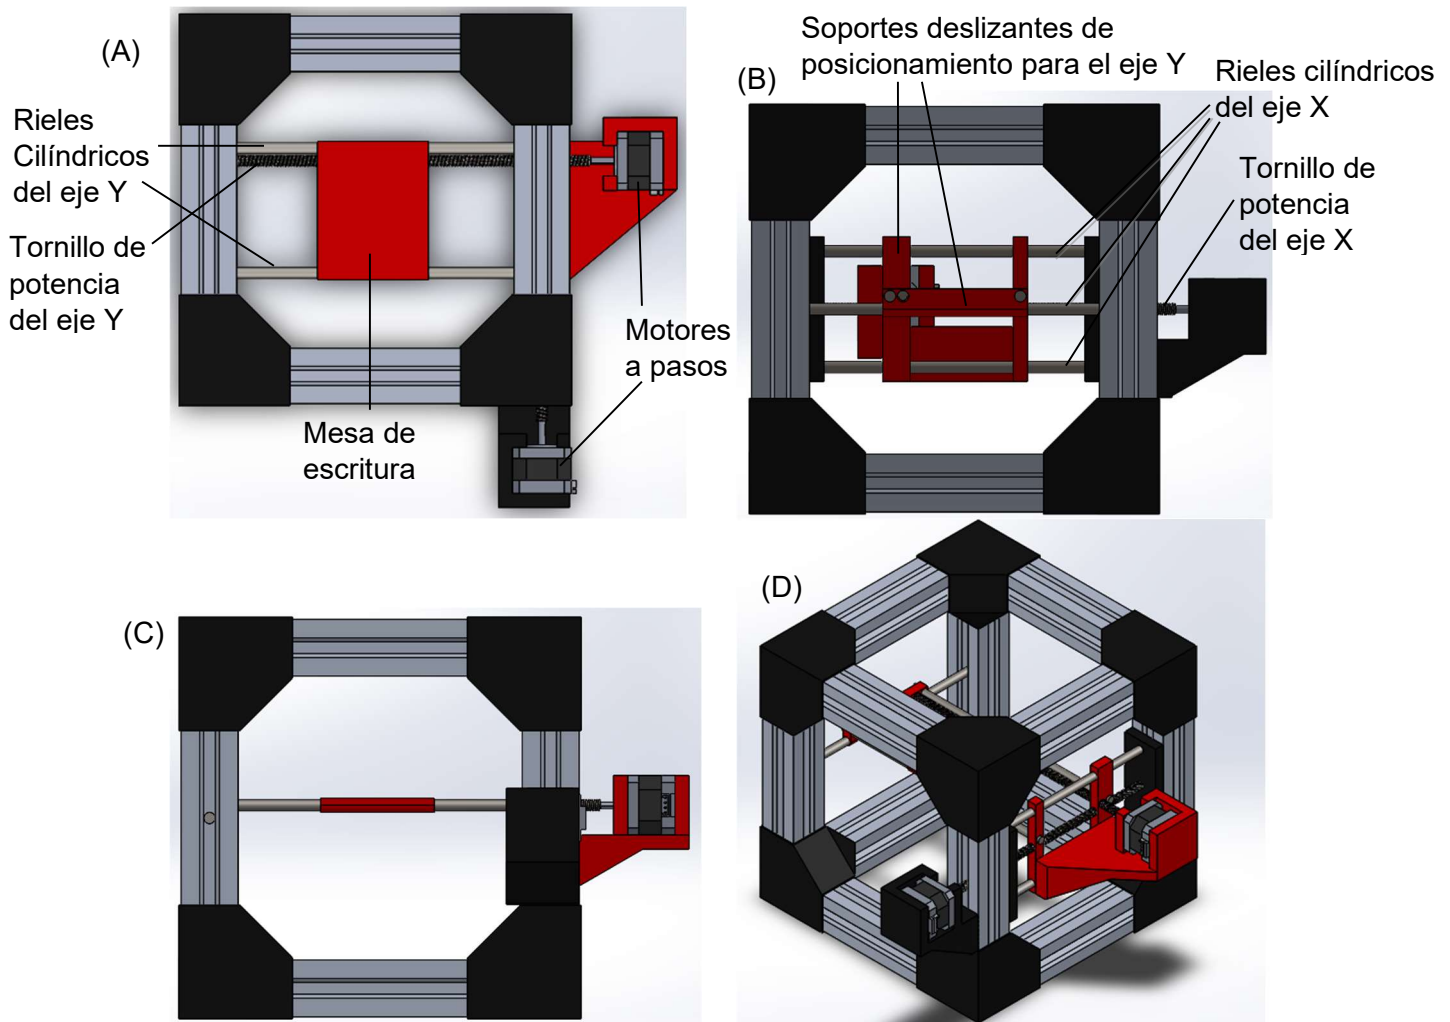 (A)
Rieles
Cilíndricos
del eje Y
Tornillo de
potencia
del eje Y
Mesa de
escritura
Motores
a pasos
(B)
Soportes deslizantes de
posicionamiento para el eje Y
Rieles cilíndricos
del eje X
Tornillo de
potencia
del eje X
(C)
(D)